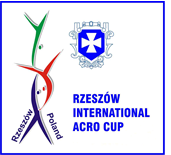 Rzeszów
Poland
RZESZÓW
INTERNATIONAL
ACRO CUP